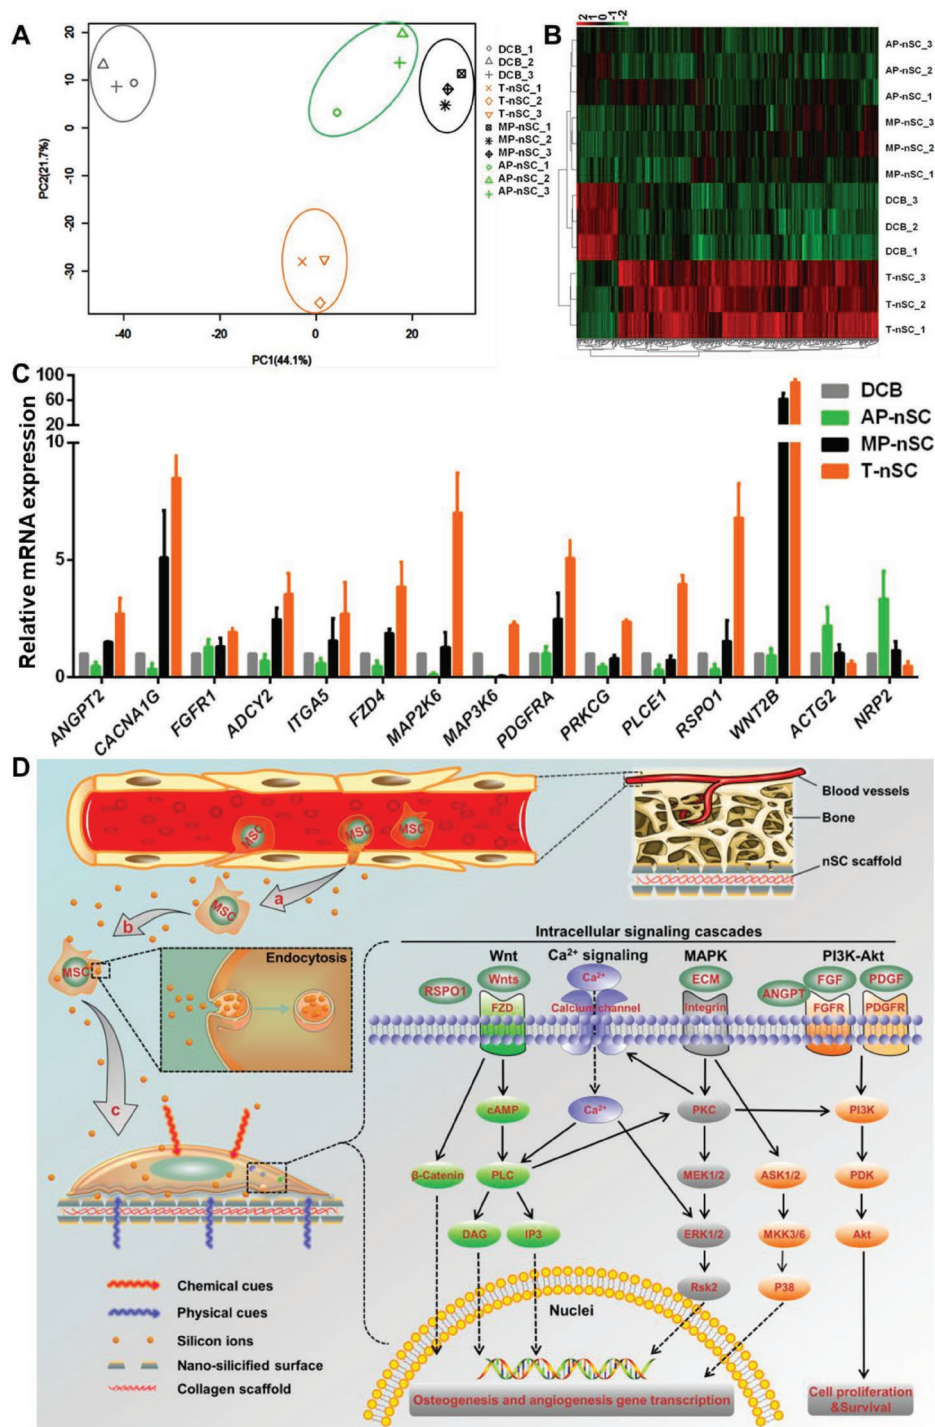 A
20
10
0
-10
-20
-30
PC2(21.7%)
-40
-20
0
20
PC1(44.1%)
DCB_1
DCB_2
DCB_3
T-nSC_1
T-nSC_2
T-nSC_3
MP-nSC_1
MP-nSC_2
MP-nSC_3
AP-nSC_1
AP-nSC_2
AP-nSC_3
B
2 1 0 -1 -2
AP-nSC_3
AP-nSC_2
AP-nSC_1
MP-nSC_3
MP-nSC_2
MP-nSC_1
DCB_3
DCB_2
DCB_1
T-nSC_3
T-nSC_2
T-nSC_1
C
Relative mRNA expression
100
60
20
10
5
0
DCB
AP-nSC
MP-nSC
T-nSC
ANGPT2
CACNA1G
FGFR1
ADCY2
ITGA5
FZD4
MAP2K6
MAP3K6
PDGFRA
PRKCG
PLCE1
RSPO1
WNT2B
ACTG2
NRP2
D
MSC
MSC
MSC
Blood vessels
Bone
nSC scaffold
a
MSC
b
MSC
Endocytosis
c
Intracellular signaling cascades
Wnt
Ca²⁺ signaling
MAPK
PI3K-Akt
RSPO1
Wnts
Ca²⁺
ECM
ANGPT
FGF
PDGF
FZD
Calcium channel
Integrin
FGFR
PDGFR
cAMP
Ca²⁺
PKC
PI3K
β-Catenin
PLC
MEK1/2
ASK1/2
PDK
DAG
IP3
ERK1/2
MKK3/6
Akt
Rsk2
P38
Nuclei
Osteogenesis and angiogenesis gene transcription
Cell proliferation
&Survival
Chemical cues
Physical cues
Silicon ions
Nano-silicified surface
Collagen scaffold